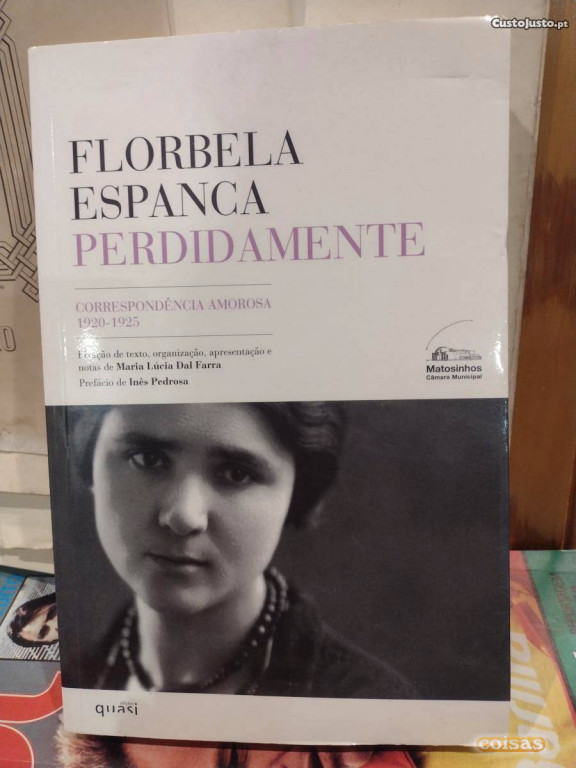 CustoJusto.pt
FLORBELA
ESPANCA
PERDIDAMENTE
CORRESPONDÊNCIA AMOROSA
1920-1925
Fixação de texto, organização, apresentação e
notas de Maria Lúcia Dal Farra
Prefácio de Inês Pedrosa
Matosinhos
Câmara Municipal
quasi
coisas